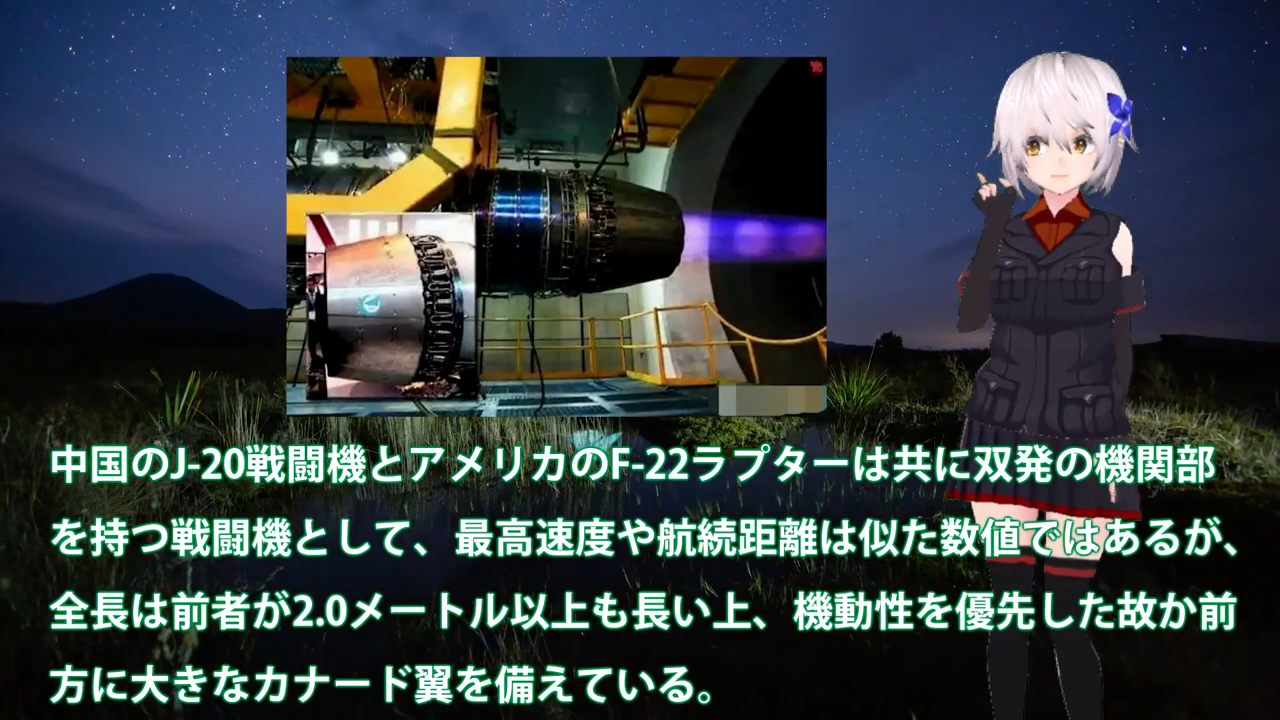 中国のJ-20戦闘機とアメリカのF-22ラプターは共に双発の機関部
を持つ戦闘機として、最高速度や航続距離は似た数値ではあるが、
全長は前者が2.0メートル以上も長い上、機動性を優先した故か前
方に大きなカナード翼を備えている。